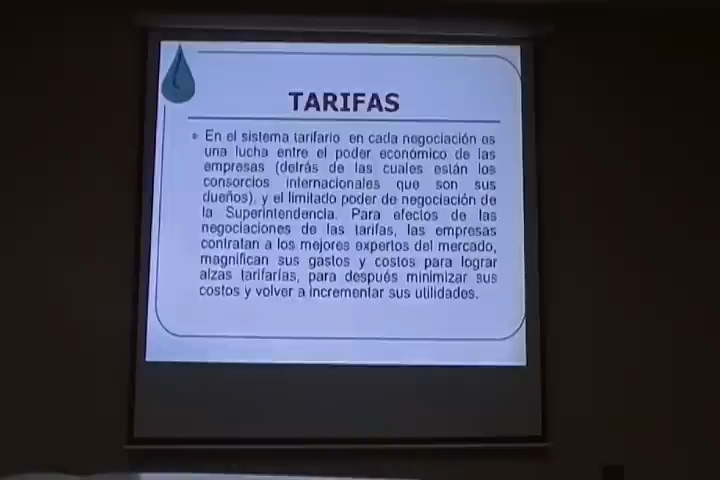 TARIFAS
En el sistema tarifario en cada negociación es
una lucha entre el poder económico de las
empresas (detrás de las cuales están los
consorcios internacionales que son sus
dueños), y el limitado poder de negociación de
la Superintendencia. Para efectos de las
negociaciones de las tarifas, las empresas
contratan a los mejores expertos del mercado,
magnifican sus gastos y costos para lograr
alzas tarifarías, para después minimizar sus
costos y volver a incrementar sus utilidades.